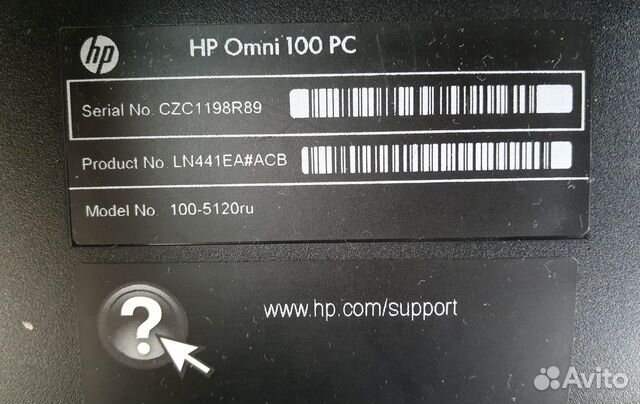 hp
HP Omni 100 PC
Serial No. CZC1198R89
Product No. LN441EA#ACB
Model No. 100-5120ru
?
www.hp.com/support
Avito